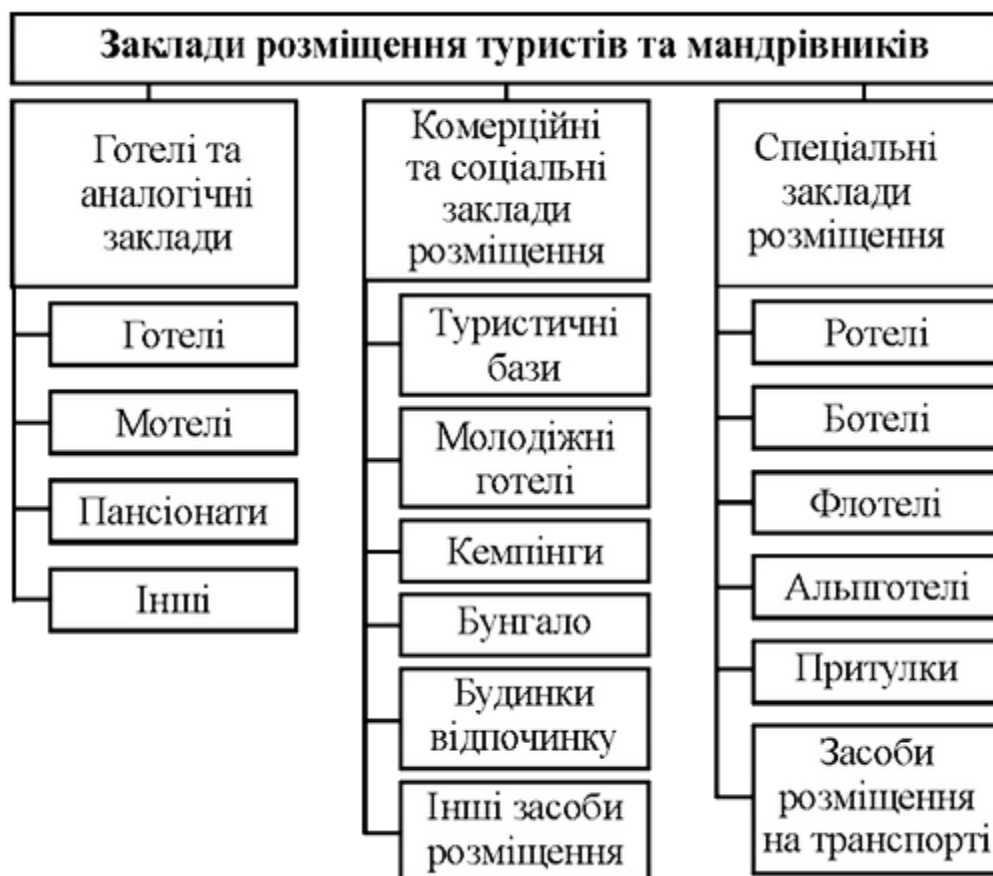 Заклади розміщення туристів та мандрівників
Готелі та
аналогічні
заклади
Готелі
Мотелі
Пансіонати
Інші
Комерційні
та соціальні
заклади
розміщення
Туристичні
бази
Молодіжні
готелі
Кемпінги
Бунгало
Будинки
відпочинку
Інші засоби
розміщення
Спеціальні
заклади
розміщення
Ротелі
Ботелі
Флотелі
Альпготелі
Притулки
Засоби
розміщення
на транспорті